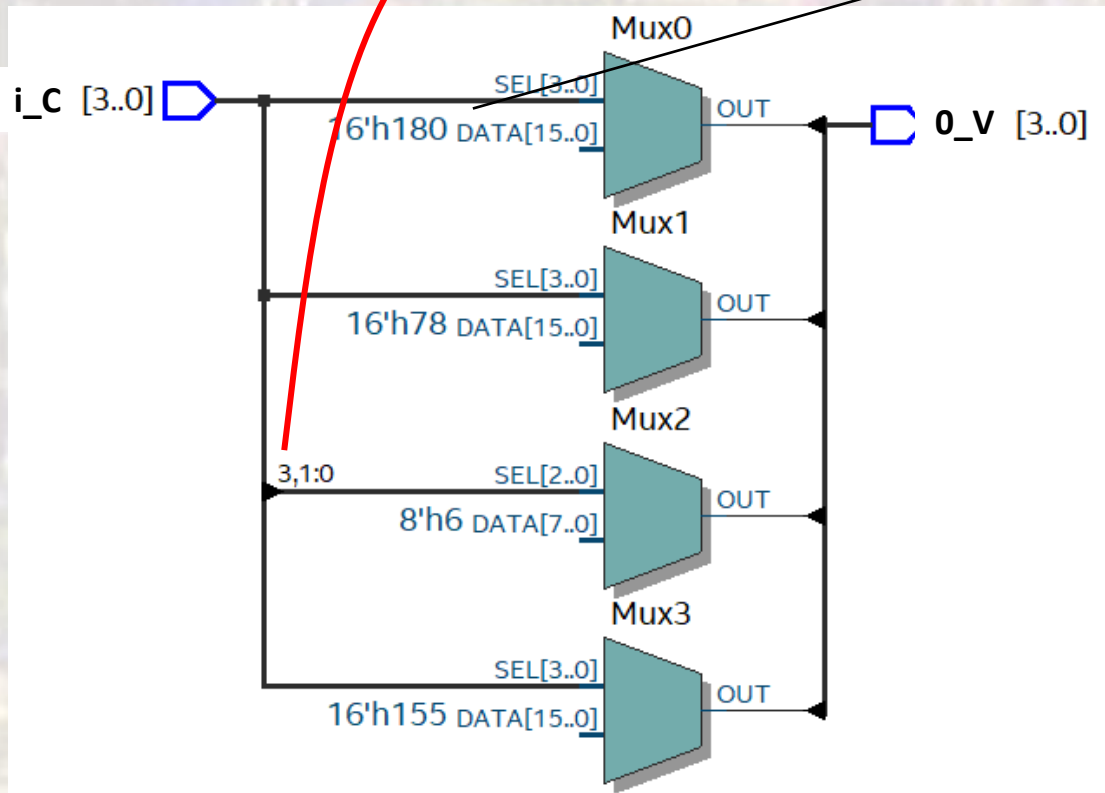 Mux0
i_C [3..0]
SEL[3..0]
16'h180 DATA[15..0]
OUT
0_V [3..0]
Mux1
SEL[3..0]
16'h78 DATA[15..0]
OUT
Mux2
3,1:0
SEL[2..0]
8'h6 DATA[7..0]
OUT
Mux3
SEL[3..0]
16'h155 DATA[15..0]
OUT